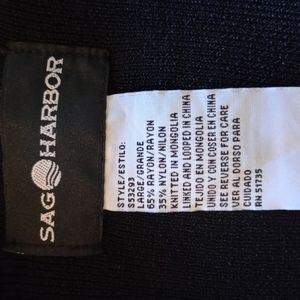 SAG HARBOR
STYLE/ESTILO:
S53293
LARGE/GRANDE
65% RAYON/RAYON
35% NYLON/NILON
KNITTED IN MONGOLIA
LINKED AND LOOPED IN CHINA
TEJIDO EN MONGOLIA
UNIDO Y CON COSER EN CHINA
SEE REVERSE FOR CARE
VER AL DORSO PARA
CUIDADO
RN 51735